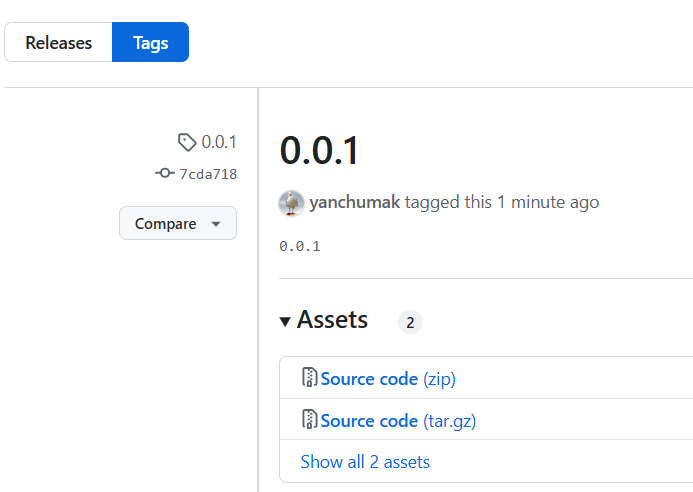 Releases Tags
0.0.1
7cda718
Compare
0.0.1
yanchumak tagged this 1 minute ago
0.0.1
Assets 2
Source code (zip)
Source code (tar.gz)
Show all 2 assets